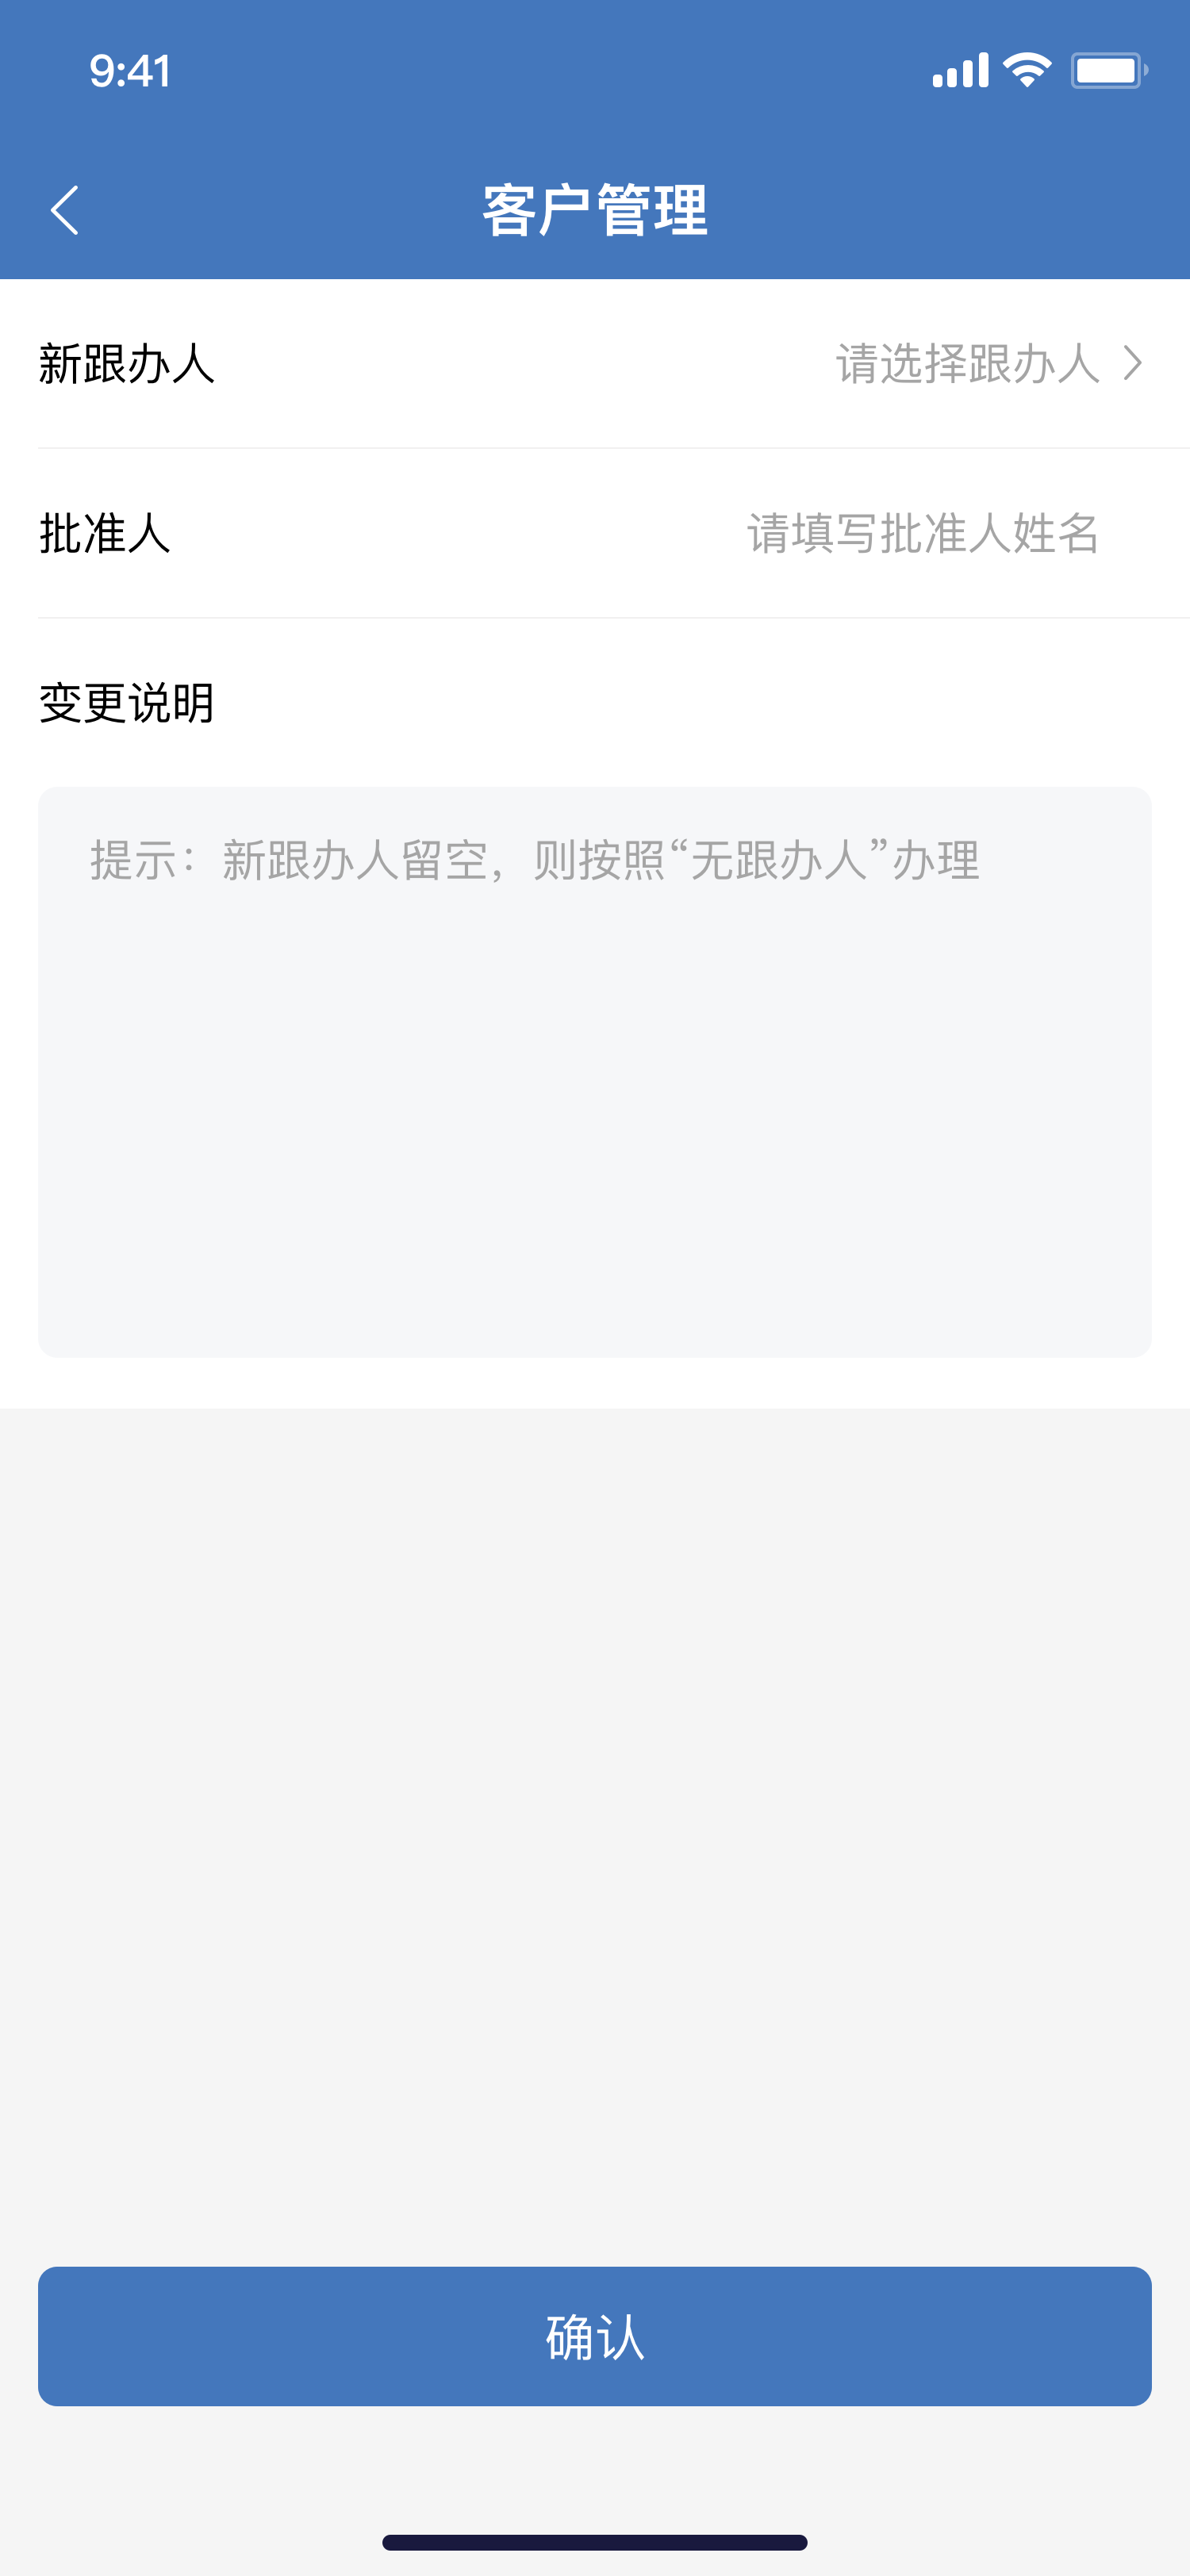 9:41
客户管理
新跟办人 请选择跟办人
批准人 请填写批准人姓名
变更说明
提示：新跟办人留空，则按照“无跟办人”办理
确认